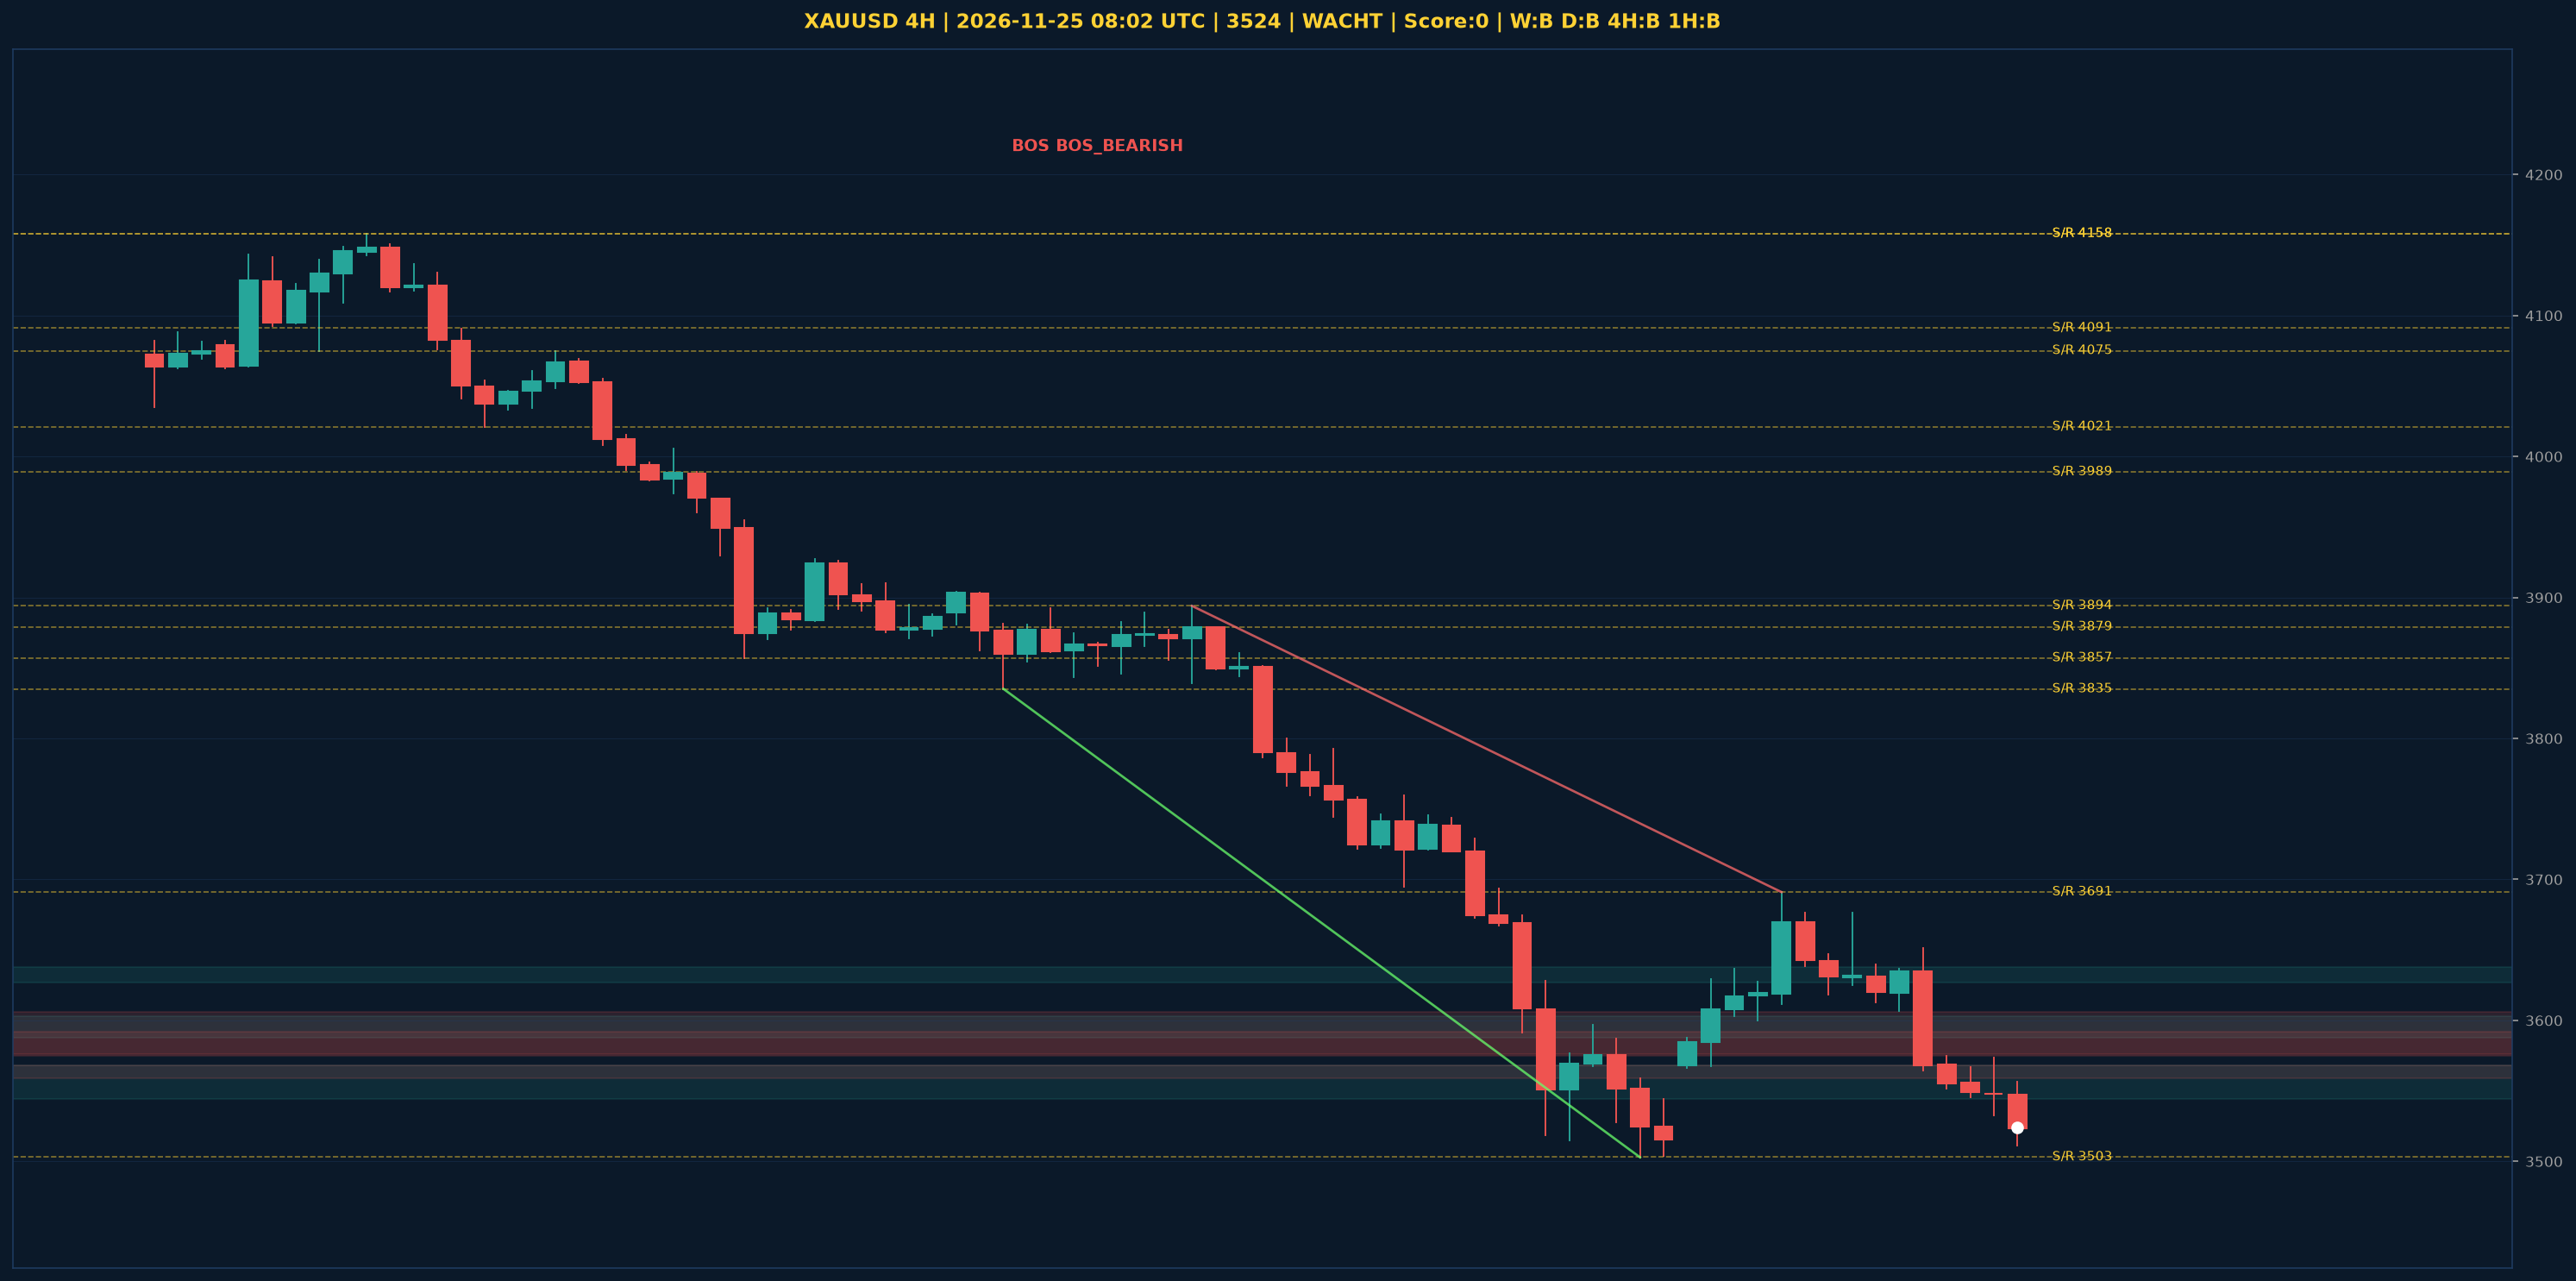 XAUUSD 4H | 2026-11-25 08:02 UTC | 3524 | WACHT | Score:0 | W:B D:B 4H:B 1H:B
BOS BOS_BEARISH
4200
S/R 4158
4100
S/R 4091
S/R 4075
S/R 4021
4000
S/R 3989
3900
S/R 3894
S/R 3879
S/R 3857
S/R 3835
3800
3700
S/R 3691
3600
S/R 3503
3500